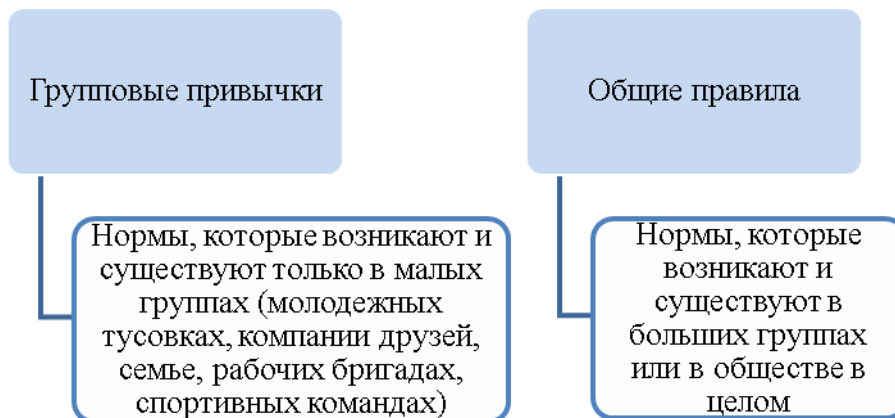 Групповые привычки
Общие правила
Нормы, которые возникают и
существуют только в малых
группах (молодежных
тусовках, компании друзей,
семье, рабочих бригадах,
спортивных командах)
Нормы, которые
возникают и
существуют в
больших группах
или в обществе в
целом